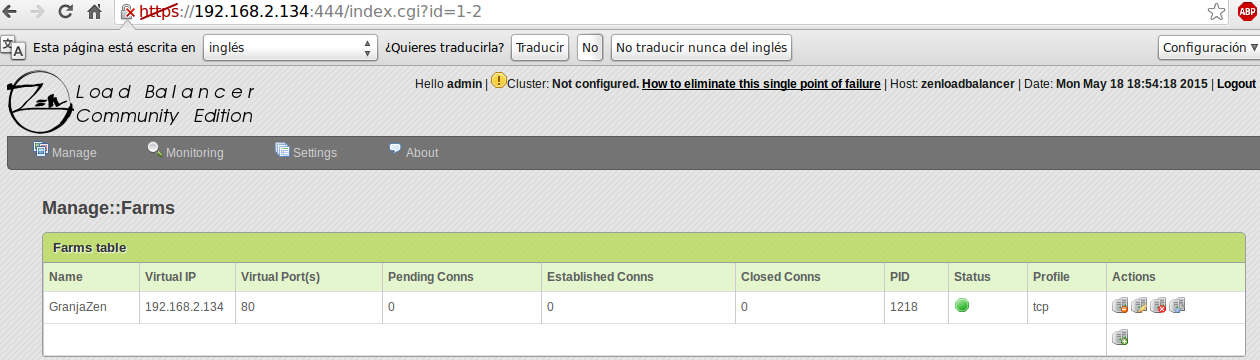 https://192.168.2.134:444/index.cgi?id=1-2
ABP
文 A Esta página está escrita en inglés ¿Quieres traducirla? Traducir No No traducir nunca del inglés Configuración
Hello admin | Cluster: Not configured. How to eliminate this single point of failure | Host: zenloadbalancer | Date: Mon May 18 18:54:18 2015 | Logout
Zen Load Balancer
Community Edition
Manage Monitoring Settings About
Manage::Farms
Farms table
Name Virtual IP Virtual Port(s) Pending Conns Established Conns Closed Conns PID Status Profile Actions
GranjaZen 192.168.2.134 80 0 0 0 1218 tcp